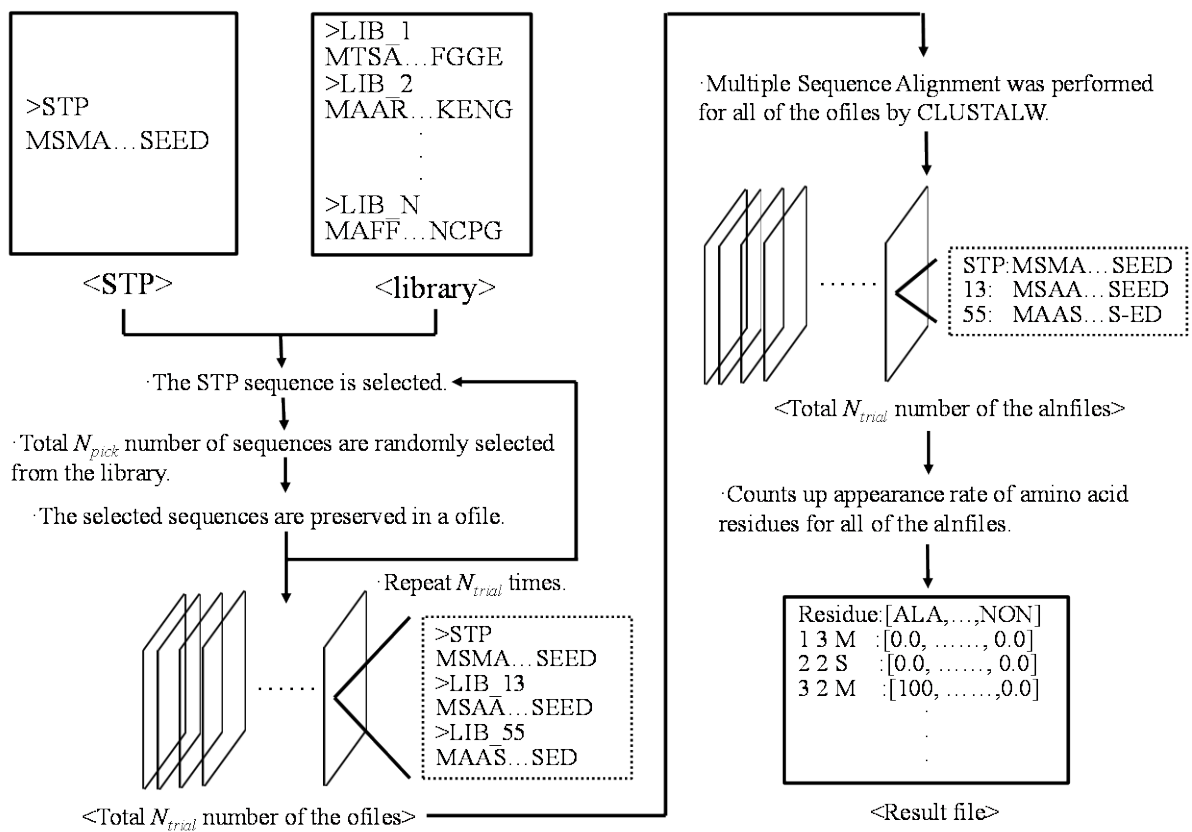 >STP
MSMA...SEED
<STP>
>LIB_1
MTSA...FGGE
>LIB_2
MAAR...KENG
.
.
.
>LIB_N
MAFF...NCPG
<library>
·The STP sequence is selected.
·Total Npick number of sequences are randomly selected
from the library.
·The selected sequences are preserved in a ofile.
·Repeat Ntrial times.
......
>STP
MSMA...SEED
>LIB_13
MSAA...SEED
>LIB_55
MAAS...SED
<Total Ntrial number of the ofiles>
·Multiple Sequence Alignment was performed
for all of the ofiles by CLUSTALW.
......
STP:MSMA...SEED
13: MSAA...SEED
55: MAAS...S-ED
<Total Ntrial number of the alnfiles>
·Counts up appearance rate of amino acid
residues for all of the alnfiles.
Residue:[ALA,...,NON]
1 3 M :[0.0, ......, 0.0]
2 2 S :[0.0, ......, 0.0]
3 2 M :[100, ......,0.0]
.
.
.
<Result file>